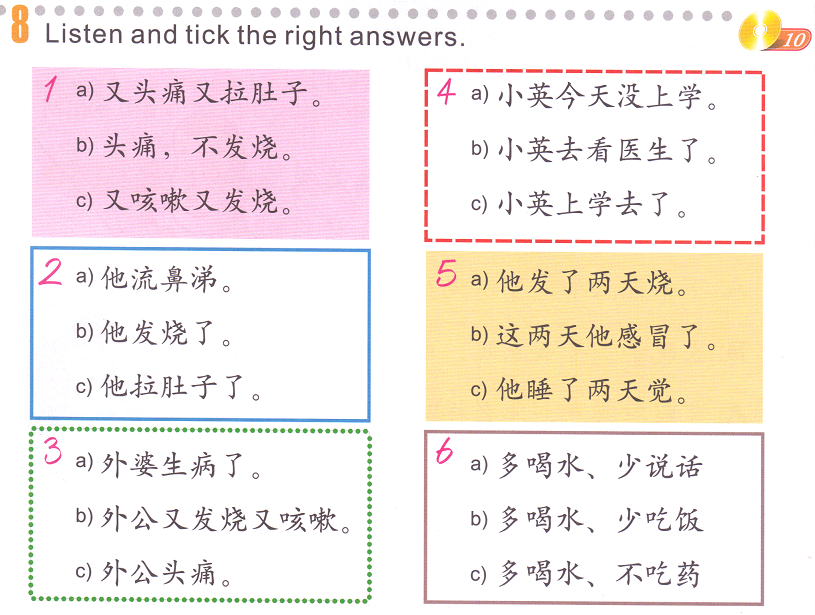 8 Listen and tick the right answers. 10
1 a) 又头痛又拉肚子。
b) 头痛，不发烧。
c) 又咳嗽又发烧。
2 a) 他流鼻涕。
b) 他发烧了。
c) 他拉肚子了。
3 a) 外婆生病了。
b) 外公又发烧又咳嗽。
c) 外公头痛。
4 a) 小英今天没上学。
b) 小英去看医生了。
c) 小英上学去了。
5 a) 他发了两天烧。
b) 这两天他感冒了。
c) 他睡了两天觉。
6 a) 多喝水、少说话
b) 多喝水、少吃饭
c) 多喝水、不吃药